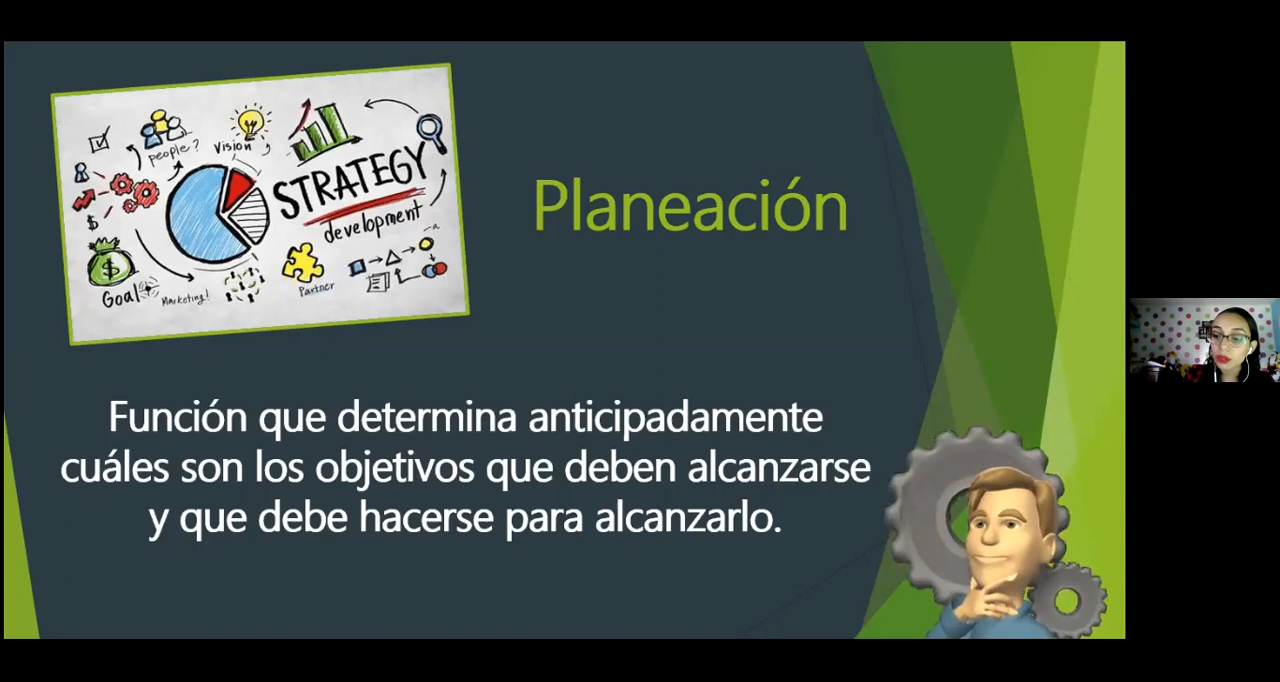 people?
Vision
STRATEGY
development
Goal
Marketing!
Partner
Planeación
Función que determina anticipadamente
cuáles son los objetivos que deben alcanzarse
y que debe hacerse para alcanzarlo.